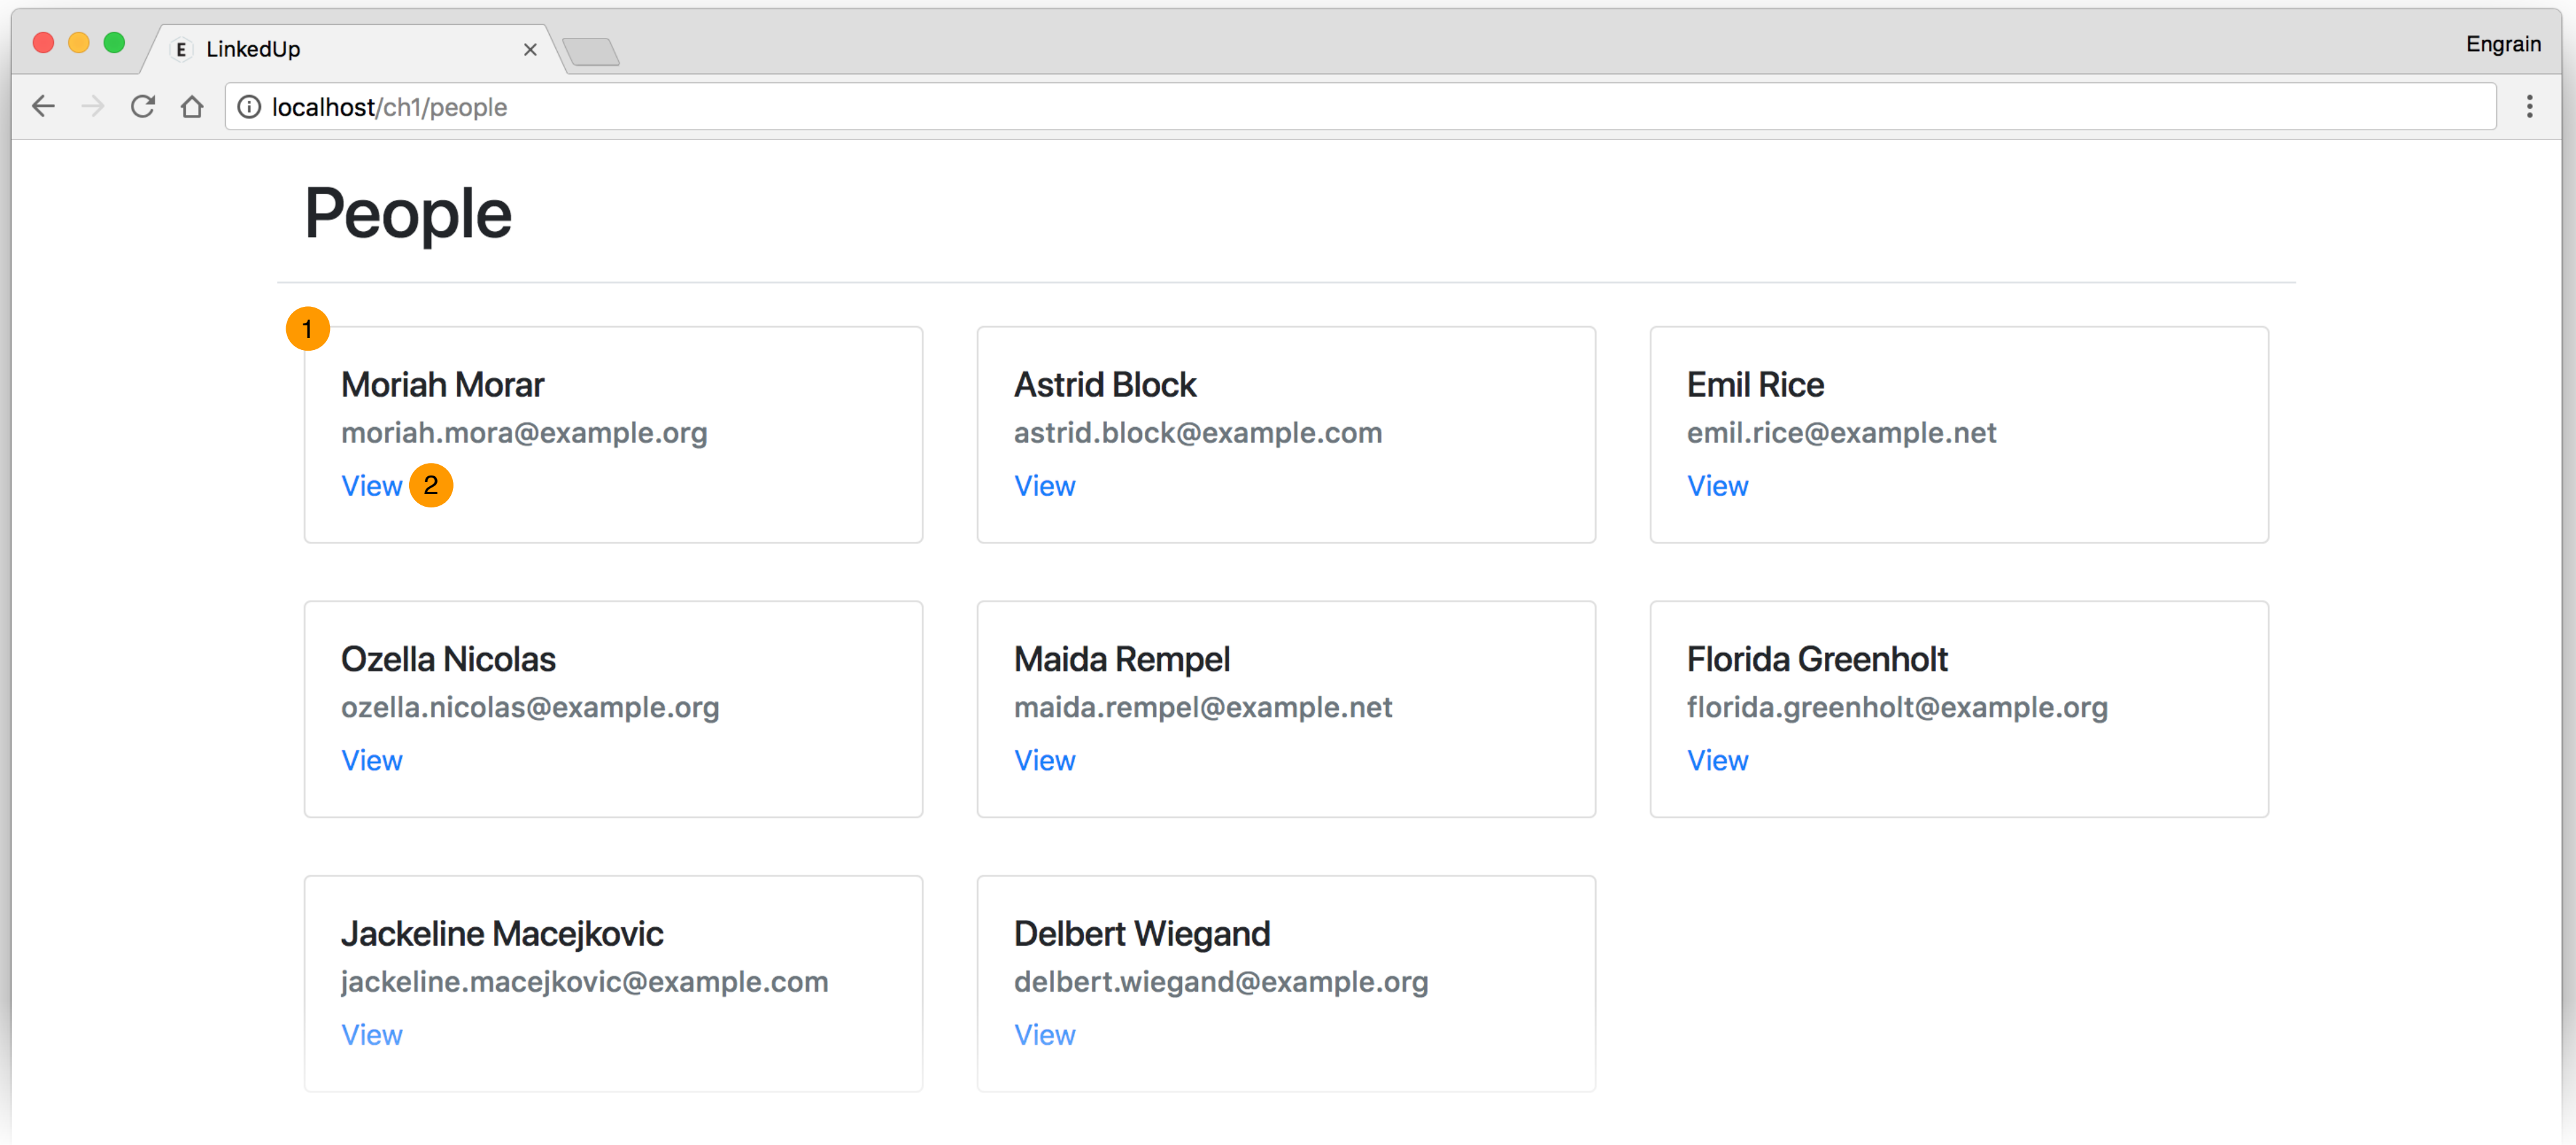 LinkedUp
Engrain
localhost/ch1/people
People
1
Moriah Morar
moriah.mora@example.org
View 2
Astrid Block
astrid.block@example.com
View
Emil Rice
emil.rice@example.net
View
Ozella Nicolas
ozella.nicolas@example.org
View
Maida Rempel
maida.rempel@example.net
View
Florida Greenholt
florida.greenholt@example.org
View
Jackeline Macejkovic
jackeline.macejkovic@example.com
View
Delbert Wiegand
delbert.wiegand@example.org
View